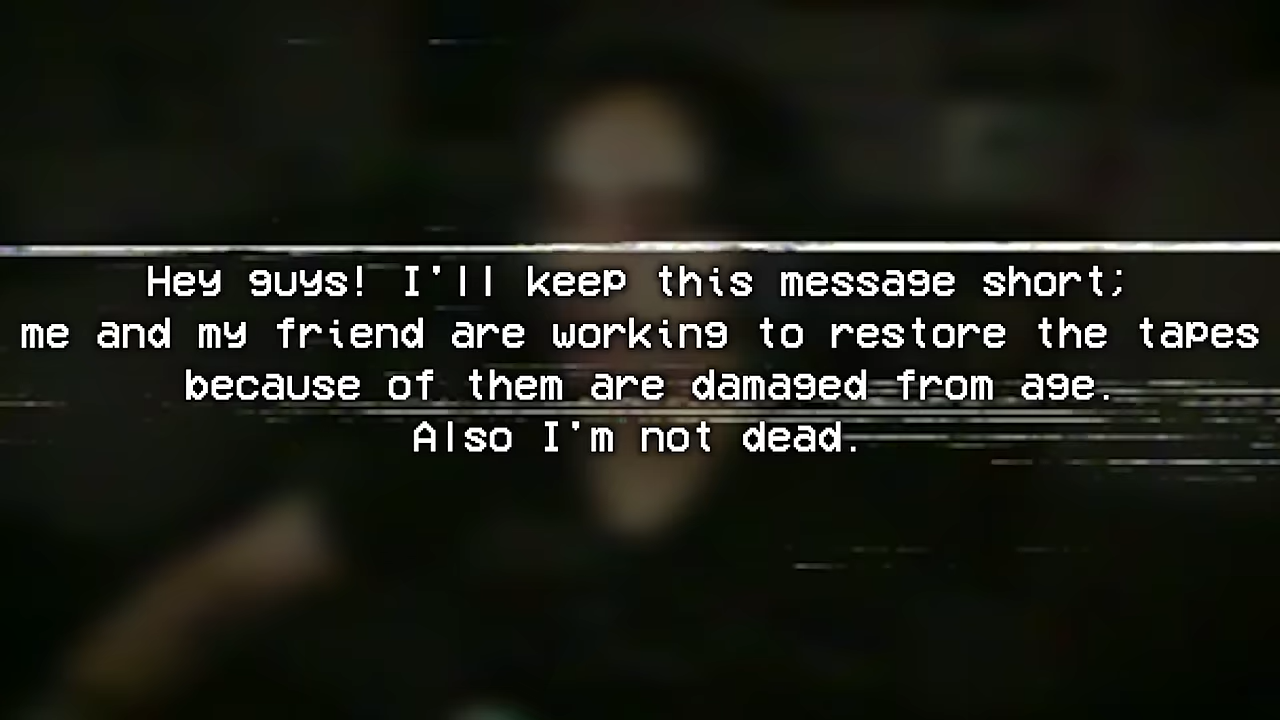 Hey guys! I'll keep this message short;
me and my friend are working to restore the tapes
because of them are damaged from age.
Also I'm not dead.